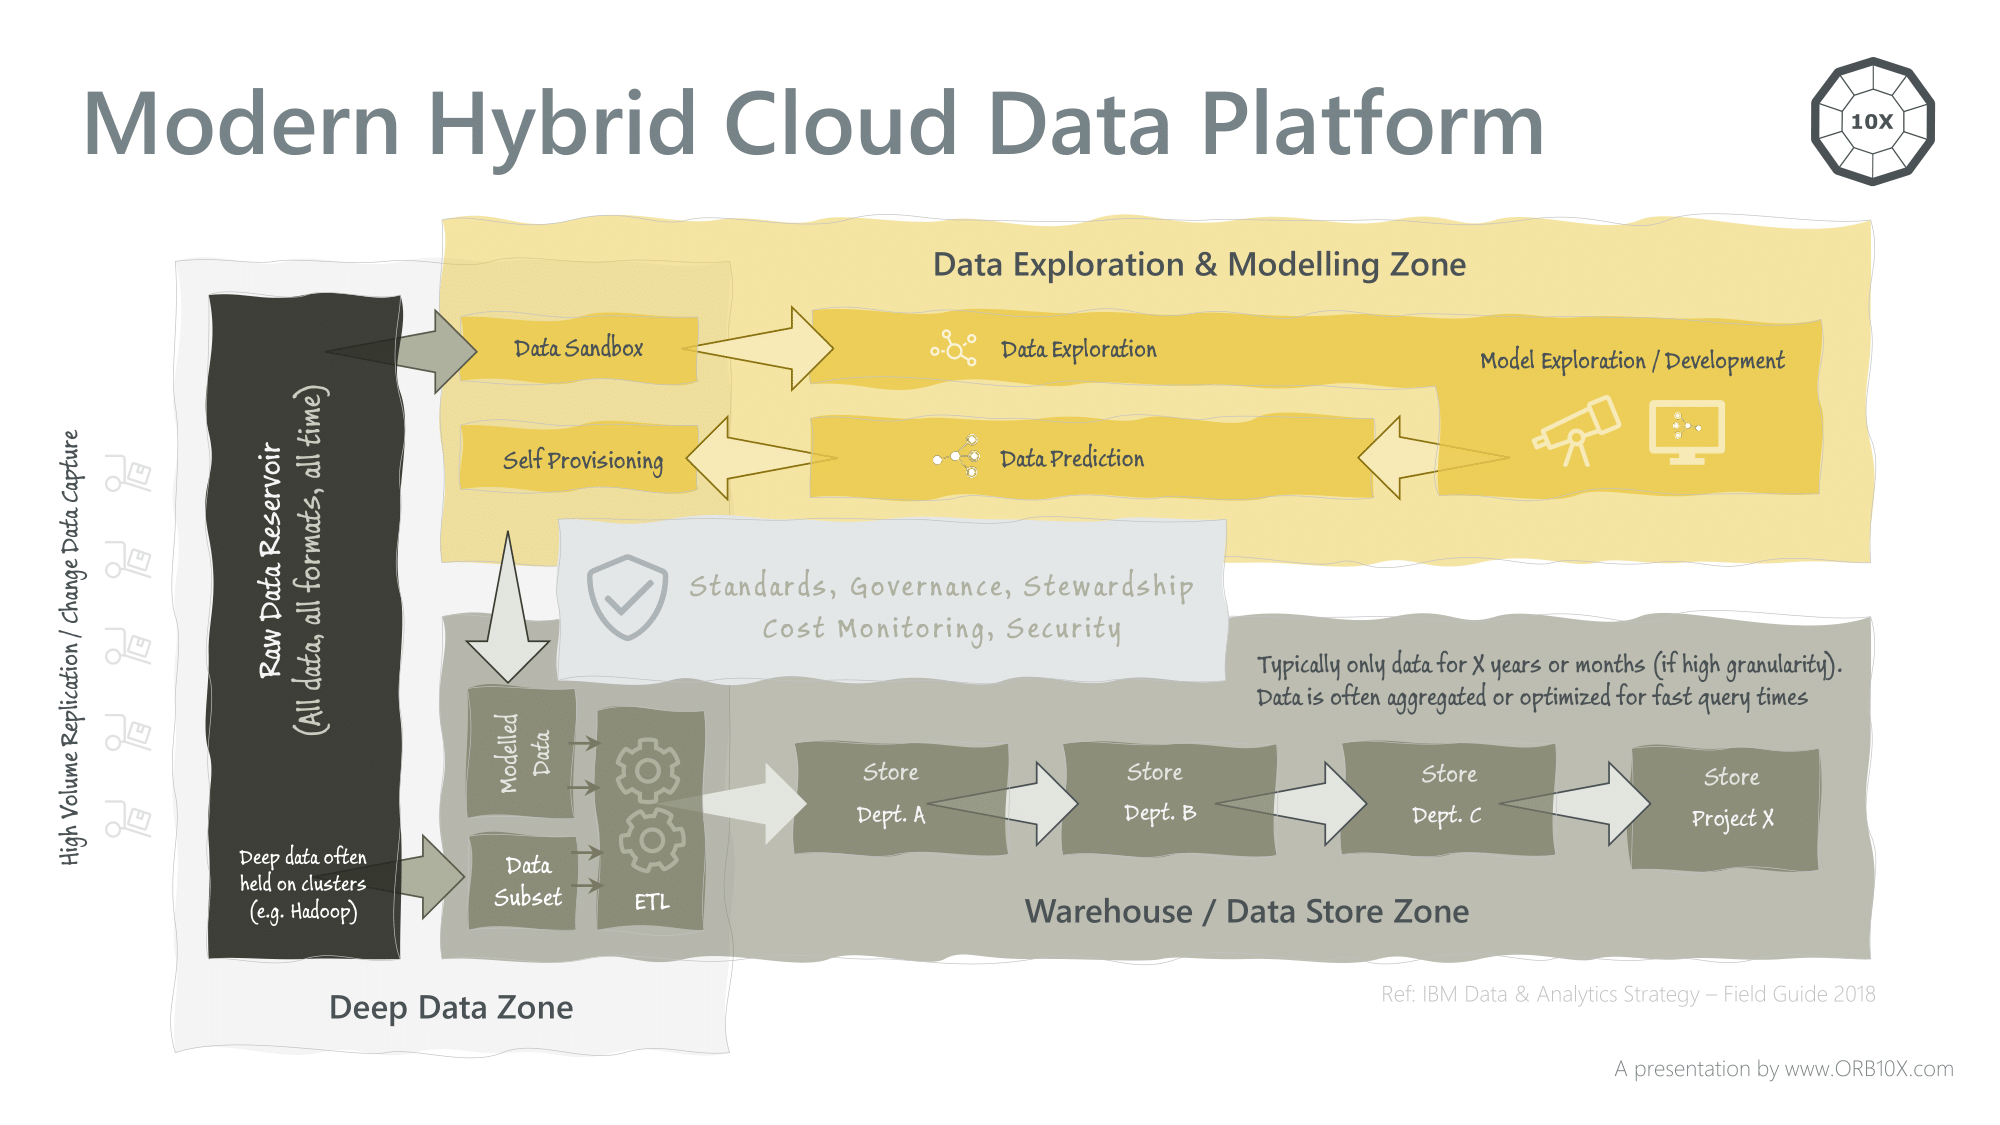 Modern Hybrid Cloud Data Platform
10X
Data Exploration & Modelling Zone
Data Sandbox
Data Exploration
Model Exploration / Development
Self Provisioning
Data Prediction
High Volume Replication / Change Data Capture
Raw Data Reservoir
(All data, all formats, all time)
Deep data often
held on clusters
(e.g. Hadoop)
Standards, Governance, Stewardship
Cost Monitoring, Security
Typically only data for X years or months (if high granularity).
Data is often aggregated or optimized for fast query times
Modelled
Data
Data
Subset
ETL
Store
Dept. A
Store
Dept. B
Store
Dept. C
Store
Project X
Warehouse / Data Store Zone
Deep Data Zone
Ref: IBM Data & Analytics Strategy – Field Guide 2018
A presentation by www.ORB10X.com